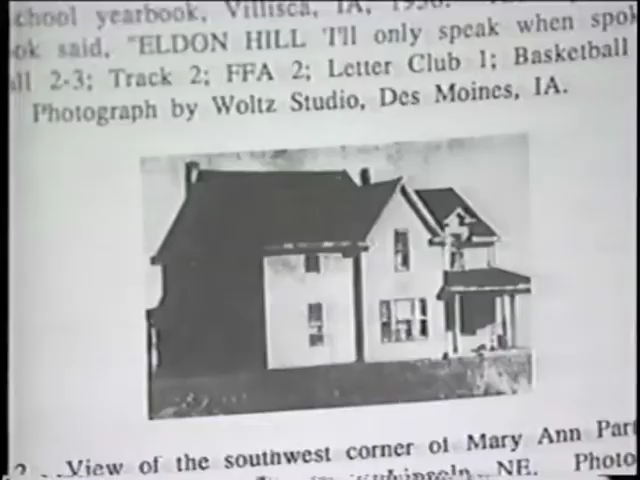 chool yearbook, Villisca, IA,
ok said, "ELDON HILL 'I'll only speak when spok
ll 2-3; Track 2; FFA 2; Letter Club 1; Basketball
Photograph by Woltz Studio, Des Moines, IA.
2. View of the southwest corner of Mary Ann Part
NE. Photo